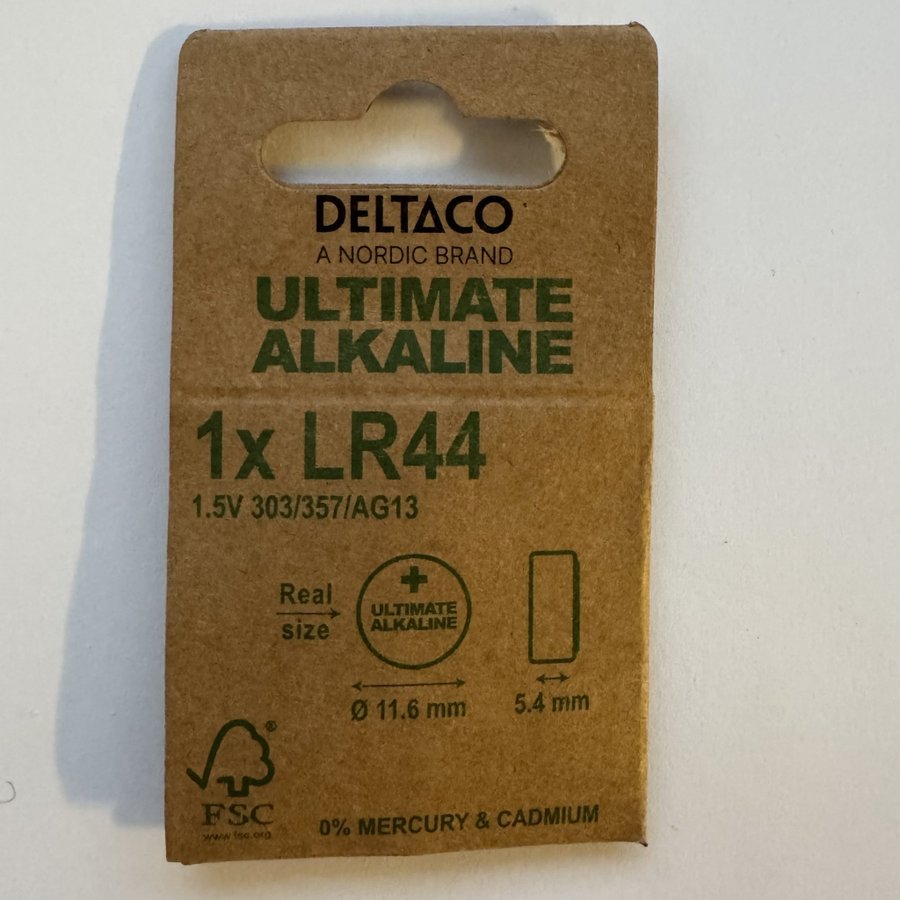 DELTACO
A NORDIC BRAND
ULTIMATE
ALKALINE
1x LR44
1.5V 303/357/AG13
Real
size
+
ULTIMATE
ALKALINE
Ø 11.6 mm
5.4 mm
®
FSC
www.fsc.org
0% MERCURY & CADMIUM